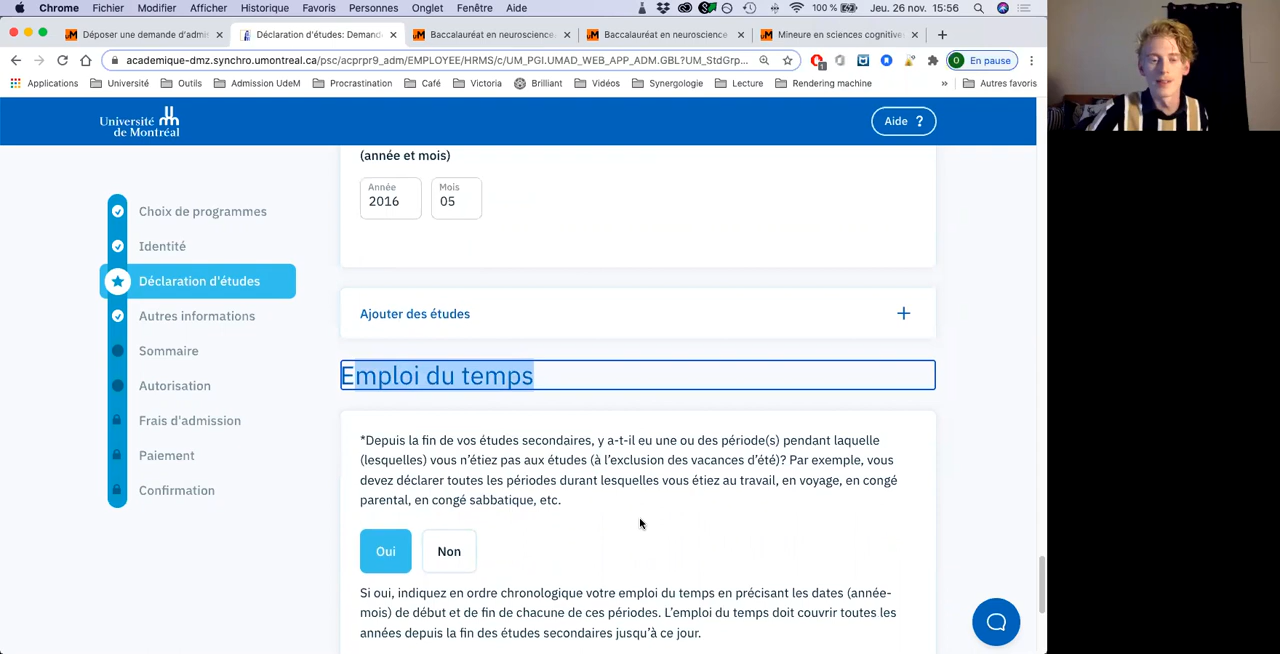 Chrome Fichier Modifier Afficher Historique Favoris Personnes Onglet Fenêtre Aide 100 % Jeu. 26 nov. 15:56
Déposer une demande d'admis Déclaration d'études: Deman Baccalauréat en neuroscience Baccalauréat en neuroscience Mineure en sciences cognitive
academique-dmz.synchro.umontreal.ca/psc/acprpr9_adm/EMPLOYEE/HRMS/c/UM_PGI.UMAD_WEB_APP_ADM.GBL?UM_StdGrp... 1 O En pause
Applications Université Outils Admission UdeM Procrastination Café Victoria Brilliant Vidéos Synergologie Lecture Rendering machine » Autres favoris
Université
de Montréal
Aide ?
(année et mois)
Année Mois
2016 05
Choix de programmes
Identité
Déclaration d'études
Autres informations
Sommaire
Autorisation
Frais d'admission
Paiement
Confirmation
Ajouter des études +
Emploi du temps
*Depuis la fin de vos études secondaires, y a-t-il eu une ou des période(s) pendant laquelle
(lesquelles) vous n'étiez pas aux études (à l'exclusion des vacances d'été)? Par exemple, vous
devez déclarer toutes les périodes durant lesquelles vous étiez au travail, en voyage, en congé
parental, en congé sabbatique, etc.
Oui Non
Si oui, indiquez en ordre chronologique votre emploi du temps en précisant les dates (année-
mois) de début et de fin de chacune de ces périodes. L'emploi du temps doit couvrir toutes les
années depuis la fin des études secondaires jusqu'à ce jour.